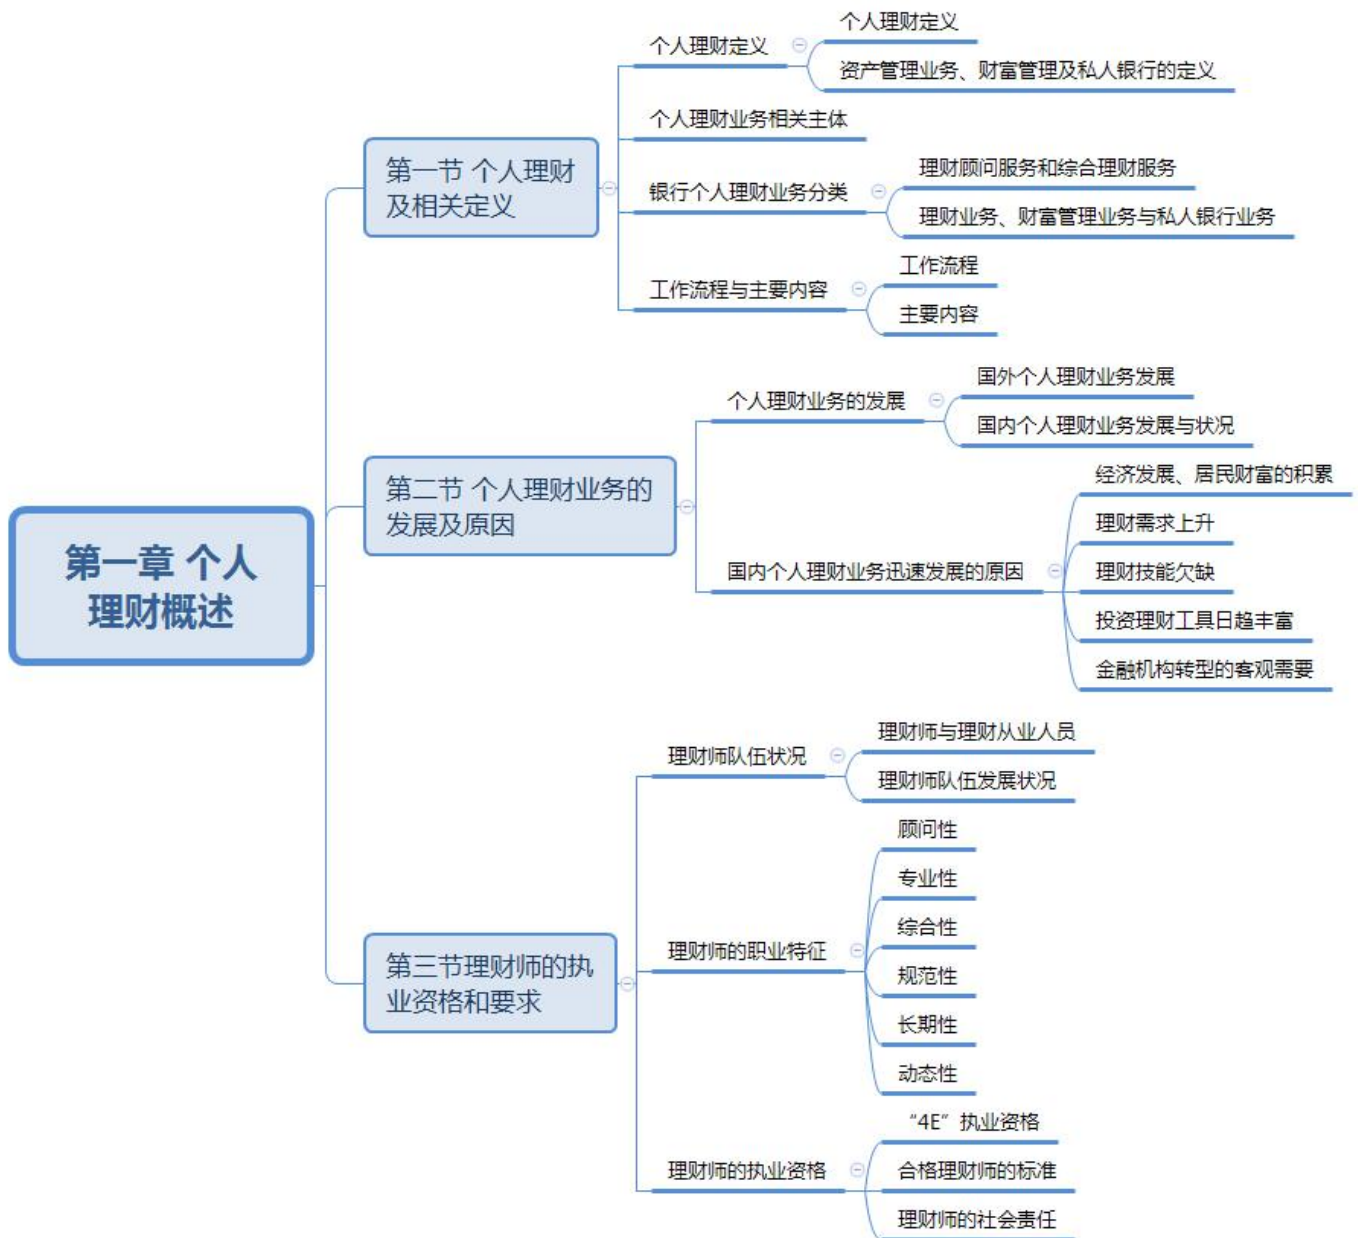 第一章 个人
理财概述
第一节 个人理财
及相关定义
个人理财定义
个人理财定义
资产管理业务、财富管理及私人银行的定义
个人理财业务相关主体
银行个人理财业务分类
理财顾问服务和综合理财服务
理财业务、财富管理业务与私人银行业务
工作流程与主要内容
工作流程
主要内容
第二节 个人理财业务的
发展及原因
个人理财业务的发展
国外个人理财业务发展
国内个人理财业务发展与状况
国内个人理财业务迅速发展的原因
经济发展、居民财富的积累
理财需求上升
理财技能欠缺
投资理财工具日趋丰富
金融机构转型的客观需要
第三节理财师的执
业资格和要求
理财师队伍状况
理财师与理财从业人员
理财师队伍发展状况
理财师的职业特征
顾问性
专业性
综合性
规范性
长期性
动态性
理财师的执业资格
“4E”执业资格
合格理财师的标准
理财师的社会责任